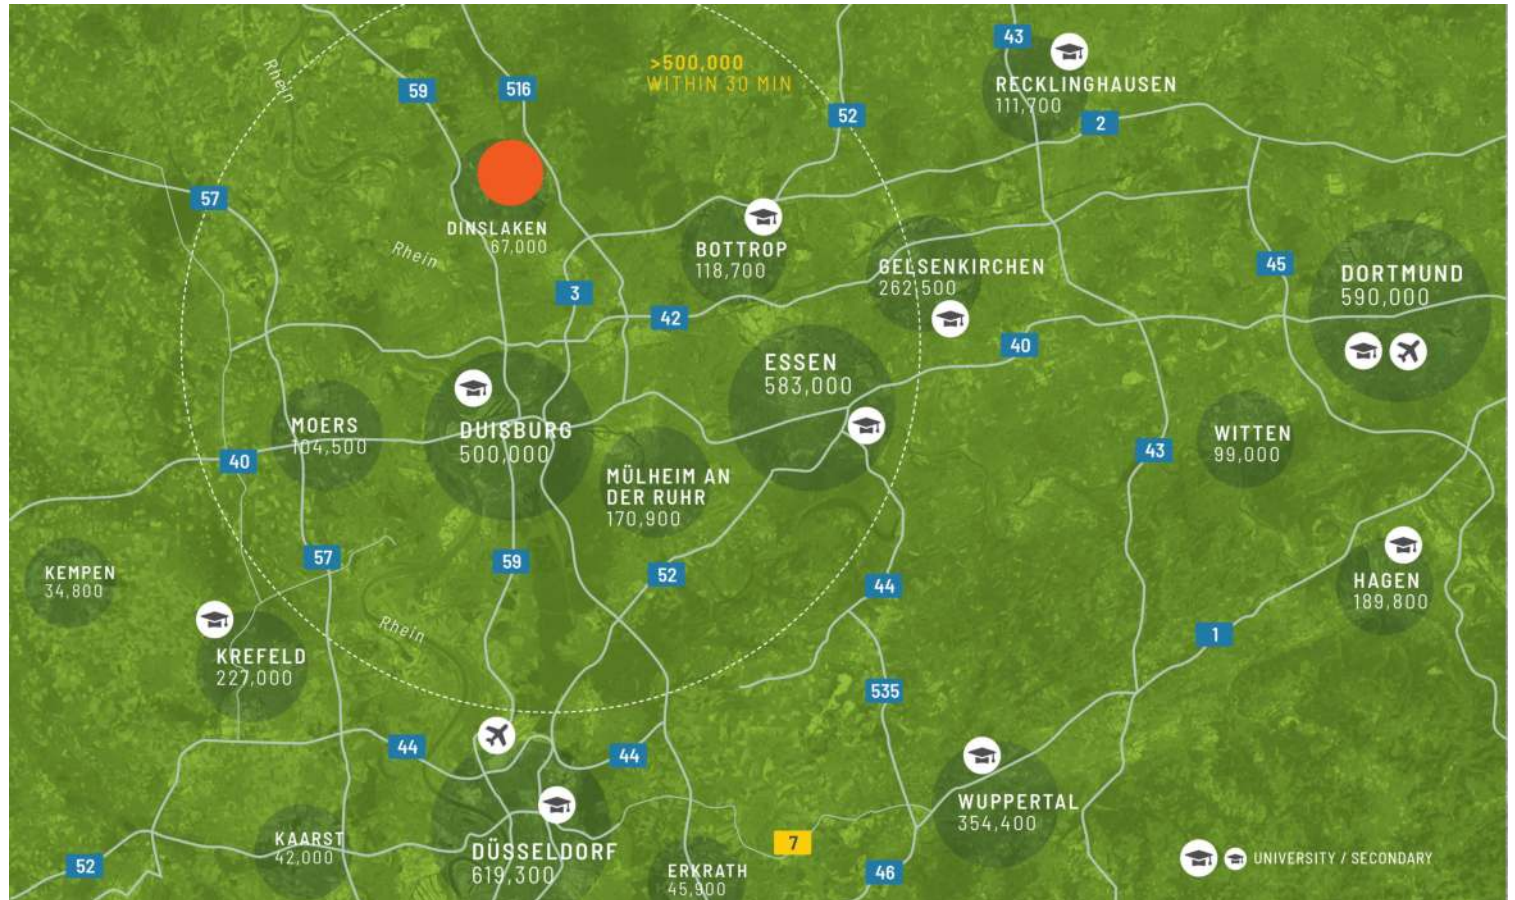 43
RECKLINGHAUSEN
111,700
>500,000
WITHIN 30 MIN
Rhein
59
516
52
2
57
DINSLAKEN
67,000
Rhein
BOTTROP
118,700
GELSENKIRCHEN
262,500
45
DORTMUND
590,000
3
42
40
ESSEN
583,000
MOERS
104,500
DUISBURG
500,000
WITTEN
99,000
40
43
MÜLHEIM AN
DER RUHR
170,900
57
59
52
44
KEMPEN
34,800
HAGEN
189,800
Rhein
1
KREFELD
227,000
535
44
44
WUPPERTAL
354,400
KAARST
42,000
DÜSSELDORF
619,300
7
52
ERKRATH
45,900
46
UNIVERSITY / SECONDARY